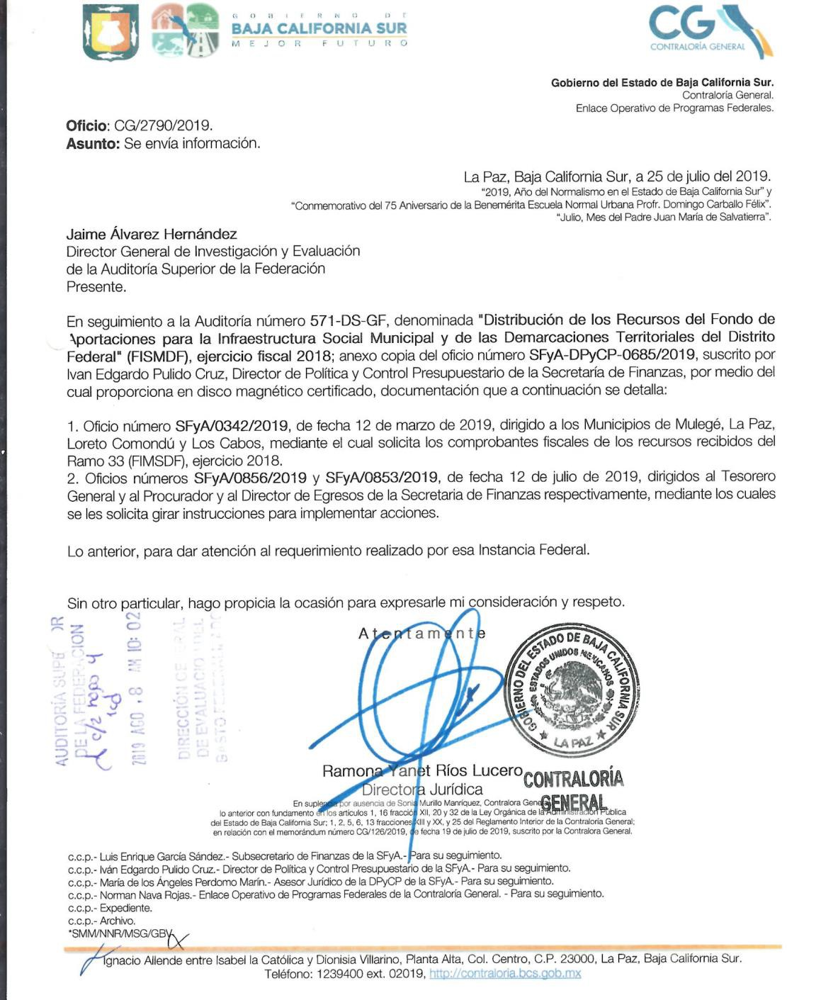 GOBIERNO DE
BAJA CALIFORNIA SUR
MEJOR FUTURO
CG
CONTRALORÍA GENERAL
Gobierno del Estado de Baja California Sur.
Contraloría General.
Enlace Operativo de Programas Federales.
Oficio: CG/2790/2019.
Asunto: Se envía información.
La Paz, Baja California Sur, a 25 de julio del 2019.
"2019, Año del Normalismo en el Estado de Baja California Sur" y
"Conmemorativo del 75 Aniversario de la Benemérita Escuela Normal Urbana Profr. Domingo Carballo Félix".
"Julio, Mes del Padre Juan María de Salvatierra".
Jaime Álvarez Hernández
Director General de Investigación y Evaluación
de la Auditoría Superior de la Federación
Presente.
En seguimiento a la Auditoría número 571-DS-GF, denominada "Distribución de los Recursos del Fondo de
Aportaciones para la Infraestructura Social Municipal y de las Demarcaciones Territoriales del Distrito
Federal" (FISMDF), ejercicio fiscal 2018; anexo copia del oficio número SFyA-DPyCP-0685/2019, suscrito por
Ivan Edgardo Pulido Cruz, Director de Política y Control Presupuestario de la Secretaría de Finanzas, por medio del
cual proporciona en disco magnético certificado, documentación que a continuación se detalla:
1. Oficio número SFyA/0342/2019, de fecha 12 de marzo de 2019, dirigido a los Municipios de Mulegé, La Paz,
Loreto Comondú y Los Cabos, mediante el cual solicita los comprobantes fiscales de los recursos recibidos del
Ramo 33 (FIMSDF), ejercicio 2018.
2. Oficios números SFyA/0856/2019 y SFyA/0853/2019, de fecha 12 de julio de 2019, dirigidos al Tesorero
General y al Procurador y al Director de Egresos de la Secretaria de Finanzas respectivamente, mediante los cuales
se les solicita girar instrucciones para implementar acciones.
Lo anterior, para dar atención al requerimiento realizado por esa Instancia Federal.
Sin otro particular, hago propicia la ocasión para expresarle mi consideración y respeto.
Atentamente
AUDITORÍA SUPE OR
DE LA FEDERACION
2019 AGO . 8 AM 10: 02
DIRECCIÓN GENERAL
DE EVALUACIÓN DEL
GASTO FEDERALIZADO
GOBIERNO DEL ESTADO DE BAJA CALIFORNIA SUR
ESTADOS UNIDOS MEXICANOS
LA PAZ
CONTRALORÍA
GENERAL
Ramona Yanet Ríos Lucero
Directora Jurídica
En suplencia por ausencia de Sonia Murillo Manríquez, Contralora General
lo anterior con fundamento en los artículos 1, 16 fracción XII, 20 y 32 de la Ley Orgánica de la Administración Pública
del Estado de Baja California Sur; 1, 2, 5, 6, 13 fracciones XIII y XX, y 25 del Reglamento Interior de la Contraloría General;
en relación con el memorándum número CG/126/2019, de fecha 19 de julio de 2019, suscrito por la Contralora General.
c.c.p.- Luis Enrique García Sández.- Subsecretario de Finanzas de la SFyA.- Para su seguimiento.
c.c.p.- Iván Edgardo Pulido Cruz.- Director de Política y Control Presupuestario de la SFyA.- Para su seguimiento.
c.c.p.- María de los Ángeles Perdomo Marín.- Asesor Jurídico de la DPyCP de la SFyA.- Para su seguimiento.
c.c.p.- Norman Nava Rojas.- Enlace Operativo de Programas Federales de la Contraloría General. - Para su seguimiento.
c.c.p.- Expediente.
c.c.p.- Archivo.
*SMM/NNR/MSG/GBV
Ignacio Allende entre Isabel la Católica y Dionisia Villarino, Planta Alta, Col. Centro, C.P. 23000, La Paz, Baja California Sur.
Teléfono: 1239400 ext. 02019, http://contraloria.bcs.gob.mx